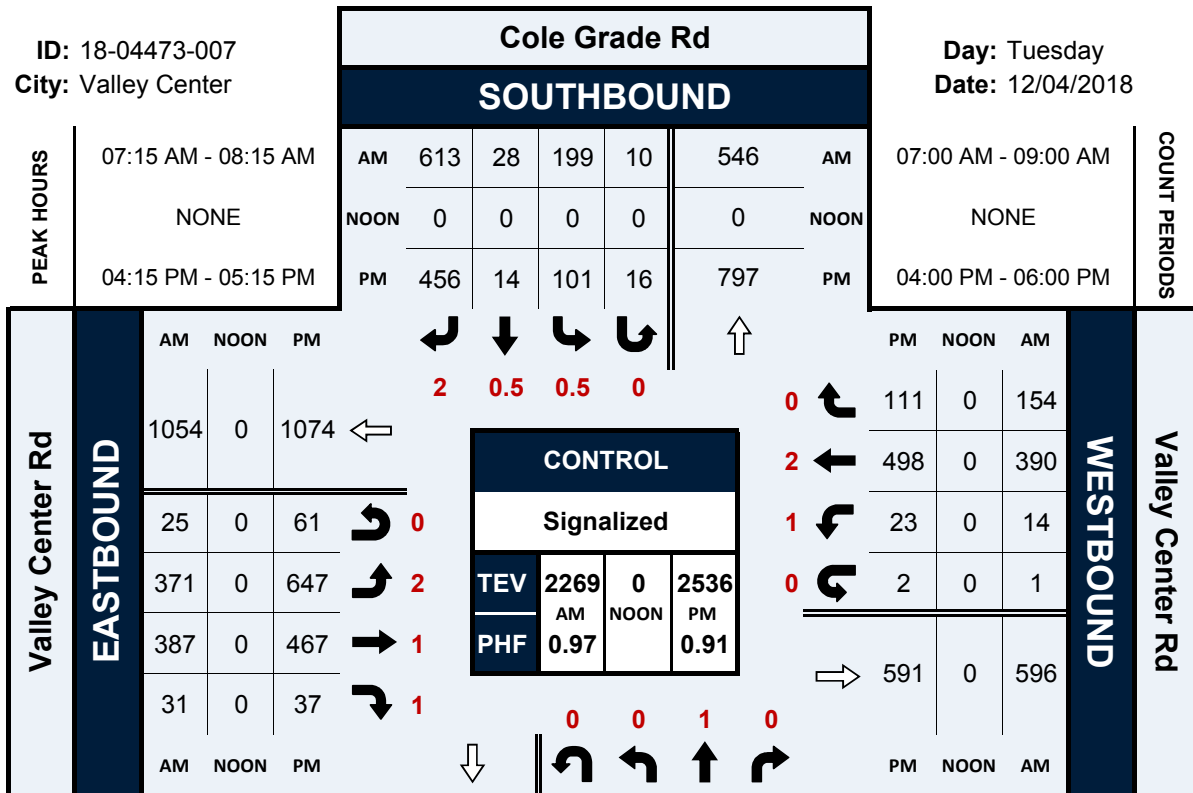 Cole Grade Rd
ID: 18-04473-007
Day: Tuesday
City: Valley Center
Date: 12/04/2018
SOUTHBOUND
PEAK HOURS
07:15 AM - 08:15 AM
NONE
04:15 PM - 05:15 PM
AM 613 28 199 10 546 AM
NOON 0 0 0 0 0 NOON
PM 456 14 101 16 797 PM
07:00 AM - 09:00 AM
NONE
04:00 PM - 06:00 PM
COUNT PERIODS
2 0.5 0.5 0
Valley Center Rd
EASTBOUND
AM NOON PM
1054 0 1074
25 0 61 0
371 0 647 2
387 0 467 1
31 0 37 1
AM NOON PM
CONTROL
Signalized
TEV 2269 0 2536
AM NOON PM
PHF 0.97 0.91
PM NOON AM
0 111 0 154
2 498 0 390
1 23 0 14
0 2 0 1
591 0 596
PM NOON AM
WESTBOUND
Valley Center Rd
0 0 1 0